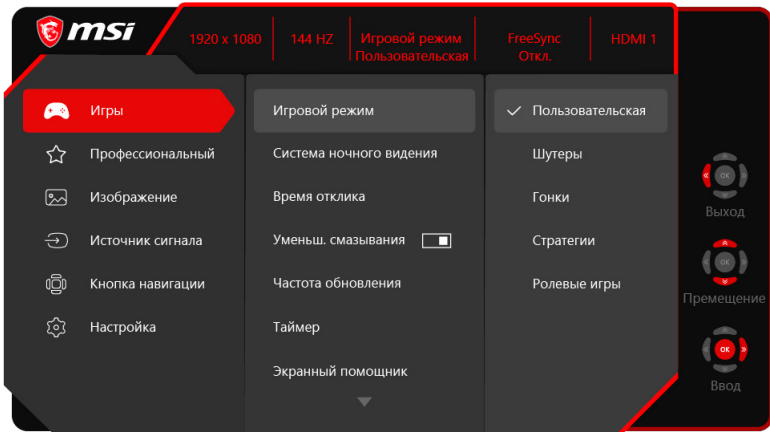 msi
1920 x 1080
144 HZ
Игровой режим
Пользовательская
FreeSync
Откл.
HDMI 1
Игры
Профессиональный
Изображение
Источник сигнала
Кнопка навигации
Настройка
Игровой режим
Система ночного видения
Время отклика
Уменьш. смазывания
Частота обновления
Таймер
Экранный помощник
Пользовательская
Шутеры
Гонки
Стратегии
Ролевые игры
OK
Выход
OK
Премещение
OK
Ввод